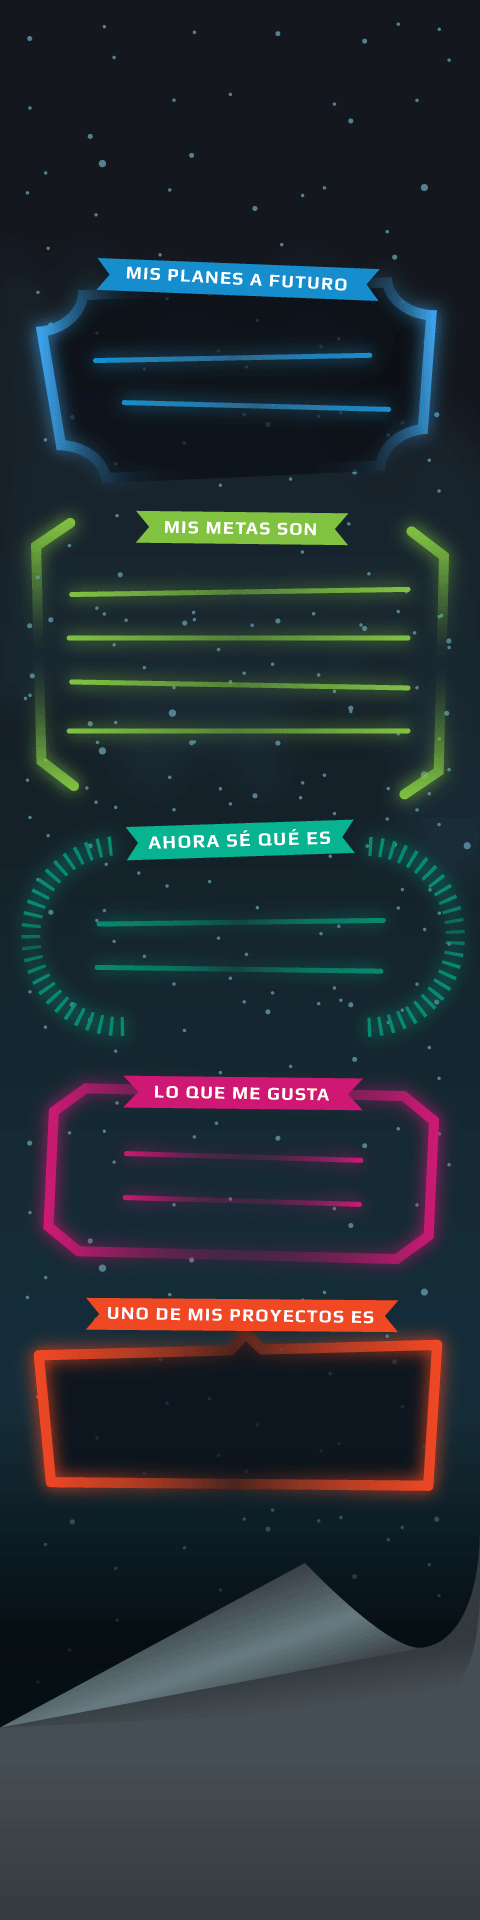 MIS PLANES A FUTURO
MIS METAS SON
AHORA SÉ QUÉ ES
LO QUE ME GUSTA
UNO DE MIS PROYECTOS ES